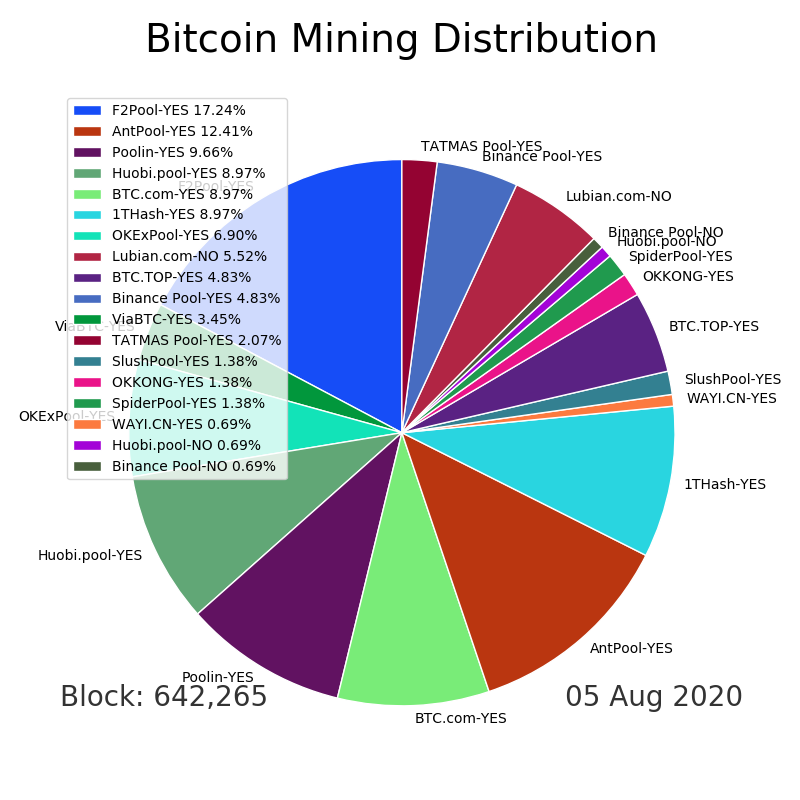 Bitcoin Mining Distribution
F2Pool-YES 17.24%
AntPool-YES 12.41%
Poolin-YES 9.66%
Huobi.pool-YES 8.97%
BTC.com-YES 8.97%
1THash-YES 8.97%
OKExPool-YES 6.90%
Lubian.com-NO 5.52%
BTC.TOP-YES 4.83%
Binance Pool-YES 4.83%
ViaBTC-YES 3.45%
TATMAS Pool-YES 2.07%
SlushPool-YES 1.38%
OKKONG-YES 1.38%
SpiderPool-YES 1.38%
WAYI.CN-YES 0.69%
Huobi.pool-NO 0.69%
Binance Pool-NO 0.69%
TATMAS Pool-YES
Binance Pool-YES
Lubian.com-NO
Binance Pool-NO
Huobi.pool-NO
SpiderPool-YES
OKKONG-YES
BTC.TOP-YES
SlushPool-YES
WAYI.CN-YES
1THash-YES
AntPool-YES
BTC.com-YES
Poolin-YES
Huobi.pool-YES
OKExPool-YES
ViaBTC-YES
F2Pool-YES
Block: 642,265
05 Aug 2020